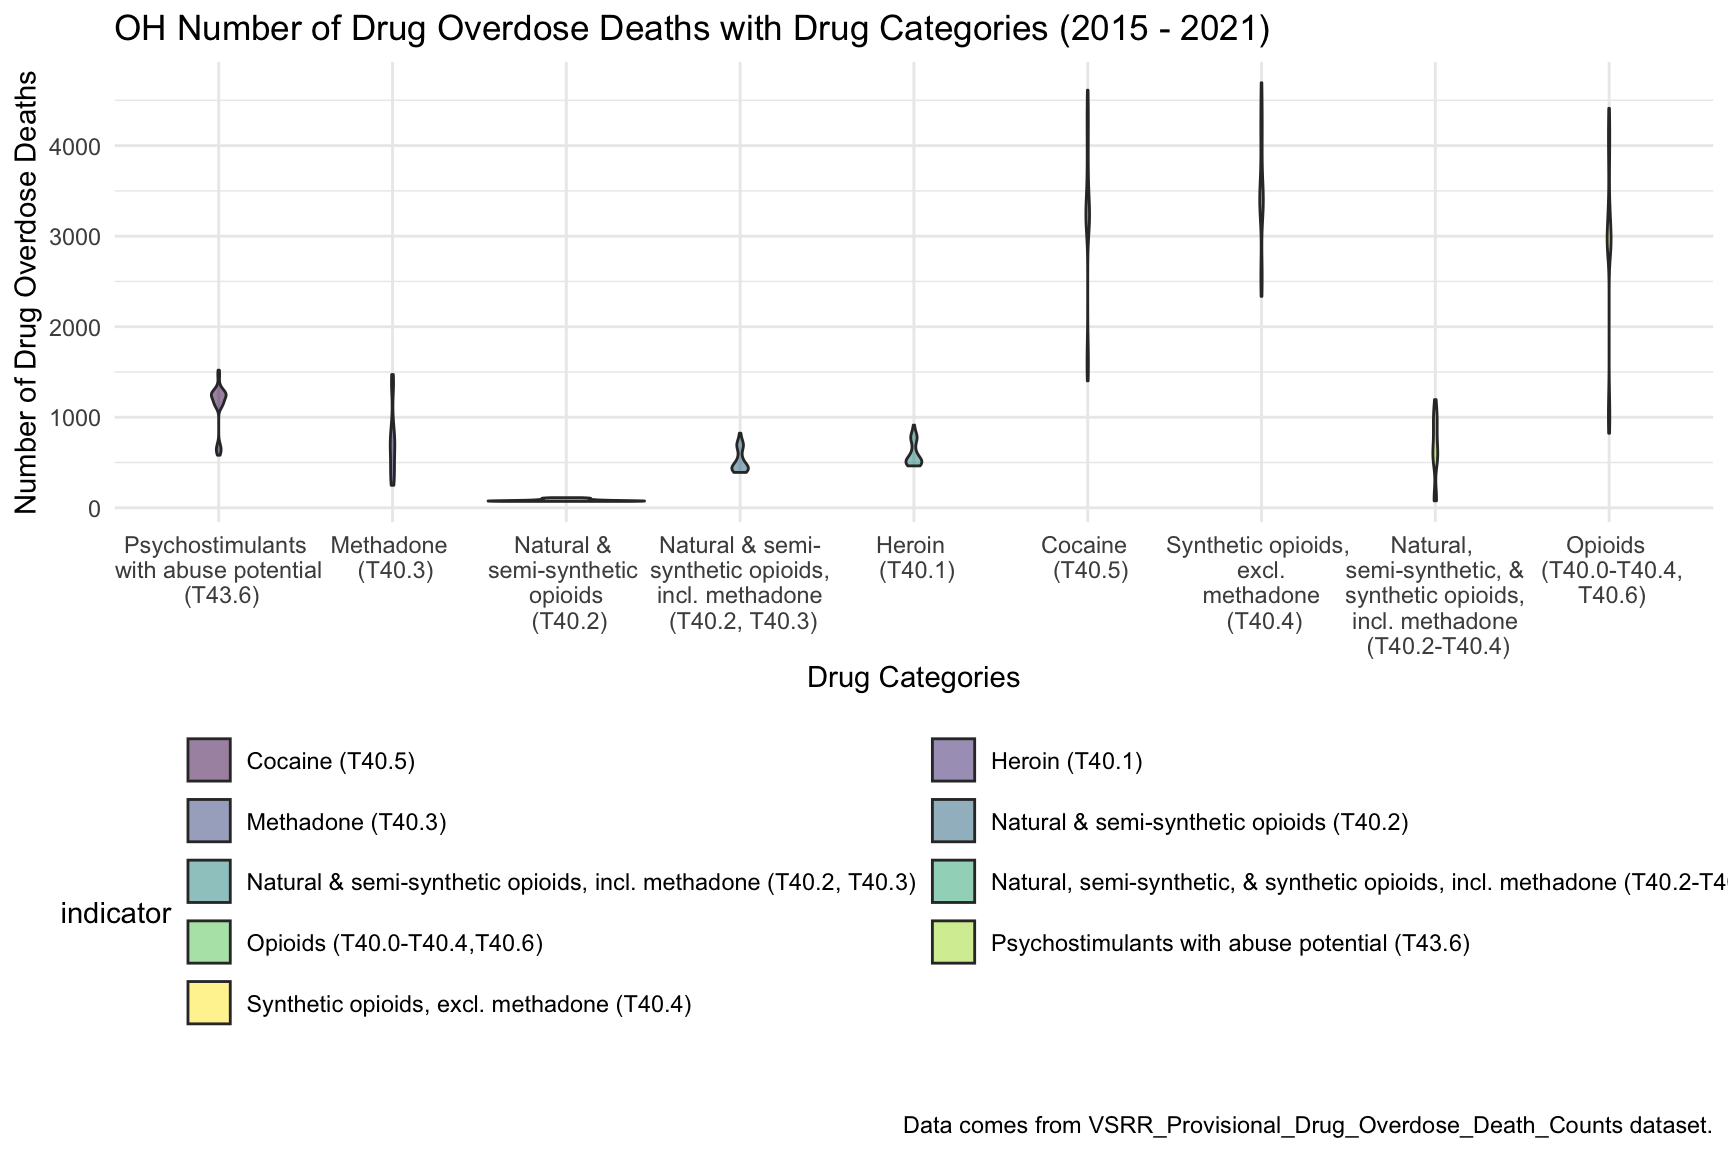 OH Number of Drug Overdose Deaths with Drug Categories (2015 - 2021)
Number of Drug Overdose Deaths
4000
3000
2000
1000
0
Psychostimulants
with abuse potential
(T43.6)
Methadone
(T40.3)
Natural &
semi-synthetic
opioids
(T40.2)
Natural & semi-
synthetic opioids,
incl. methadone
(T40.2, T40.3)
Heroin
(T40.1)
Cocaine
(T40.5)
Synthetic opioids,
excl.
methadone
(T40.4)
Natural,
semi-synthetic, &
synthetic opioids,
incl. methadone
(T40.2-T40.4)
Opioids
(T40.0-T40.4,
T40.6)
Drug Categories
indicator
Cocaine (T40.5)
Heroin (T40.1)
Methadone (T40.3)
Natural & semi-synthetic opioids (T40.2)
Natural & semi-synthetic opioids, incl. methadone (T40.2, T40.3)
Natural, semi-synthetic, & synthetic opioids, incl. methadone (T40.2-T4
Opioids (T40.0-T40.4,T40.6)
Psychostimulants with abuse potential (T43.6)
Synthetic opioids, excl. methadone (T40.4)
Data comes from VSRR_Provisional_Drug_Overdose_Death_Counts dataset.